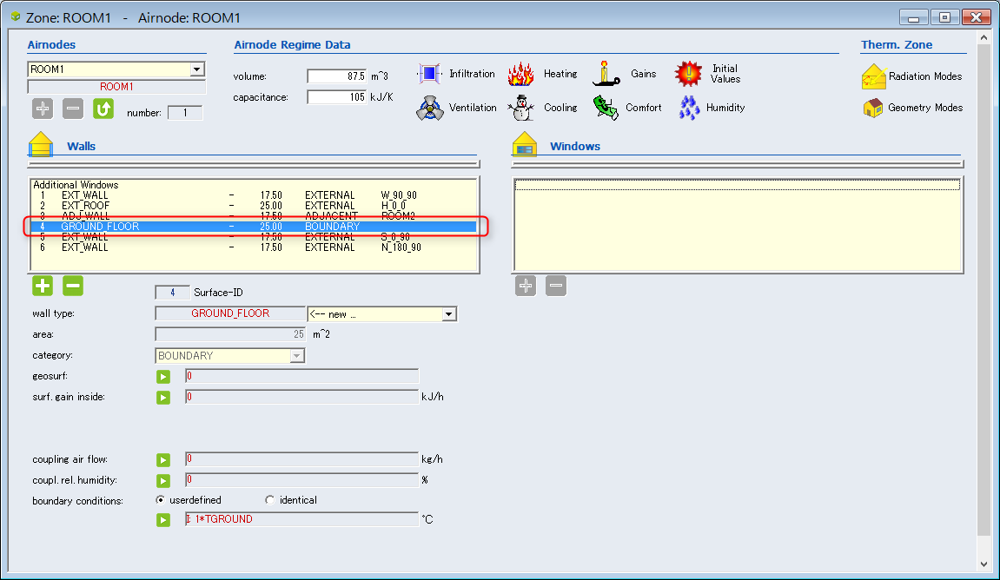 Zone: ROOM1 - Airnode: ROOM1
Airnodes
Airnode Regime Data
Therm. Zone
ROOM1
ROOM1
number: 1
volume: 87.5 m^3
capacitance: 105 kJ/K
Infiltration
Heating
Gains
Initial Values
Ventilation
Cooling
Comfort
Humidity
Radiation Modes
Geometry Modes
Walls
Windows
Additional Windows
1 EXT_WALL - 17.50 EXTERNAL W_90_90
2 EXT_ROOF - 25.00 EXTERNAL H_0_0
3 ADJ_WALL - 17.50 ADJACENT ROOM2
4 GROUND_FLOOR - 25.00 BOUNDARY
5 EXT_WALL - 17.50 EXTERNAL S_0_90
6 EXT_WALL - 17.50 EXTERNAL N_180_90
4 Surface-ID
wall type: GROUND_FLOOR <-- new ...
area: 25 m^2
category: BOUNDARY
geosurf: 0
surf. gain inside: 0 kJ/h
coupling air flow: 0 kg/h
coupl. rel. humidity: 0 %
boundary conditions: userdefined identical
I: 1*TGROUND °C